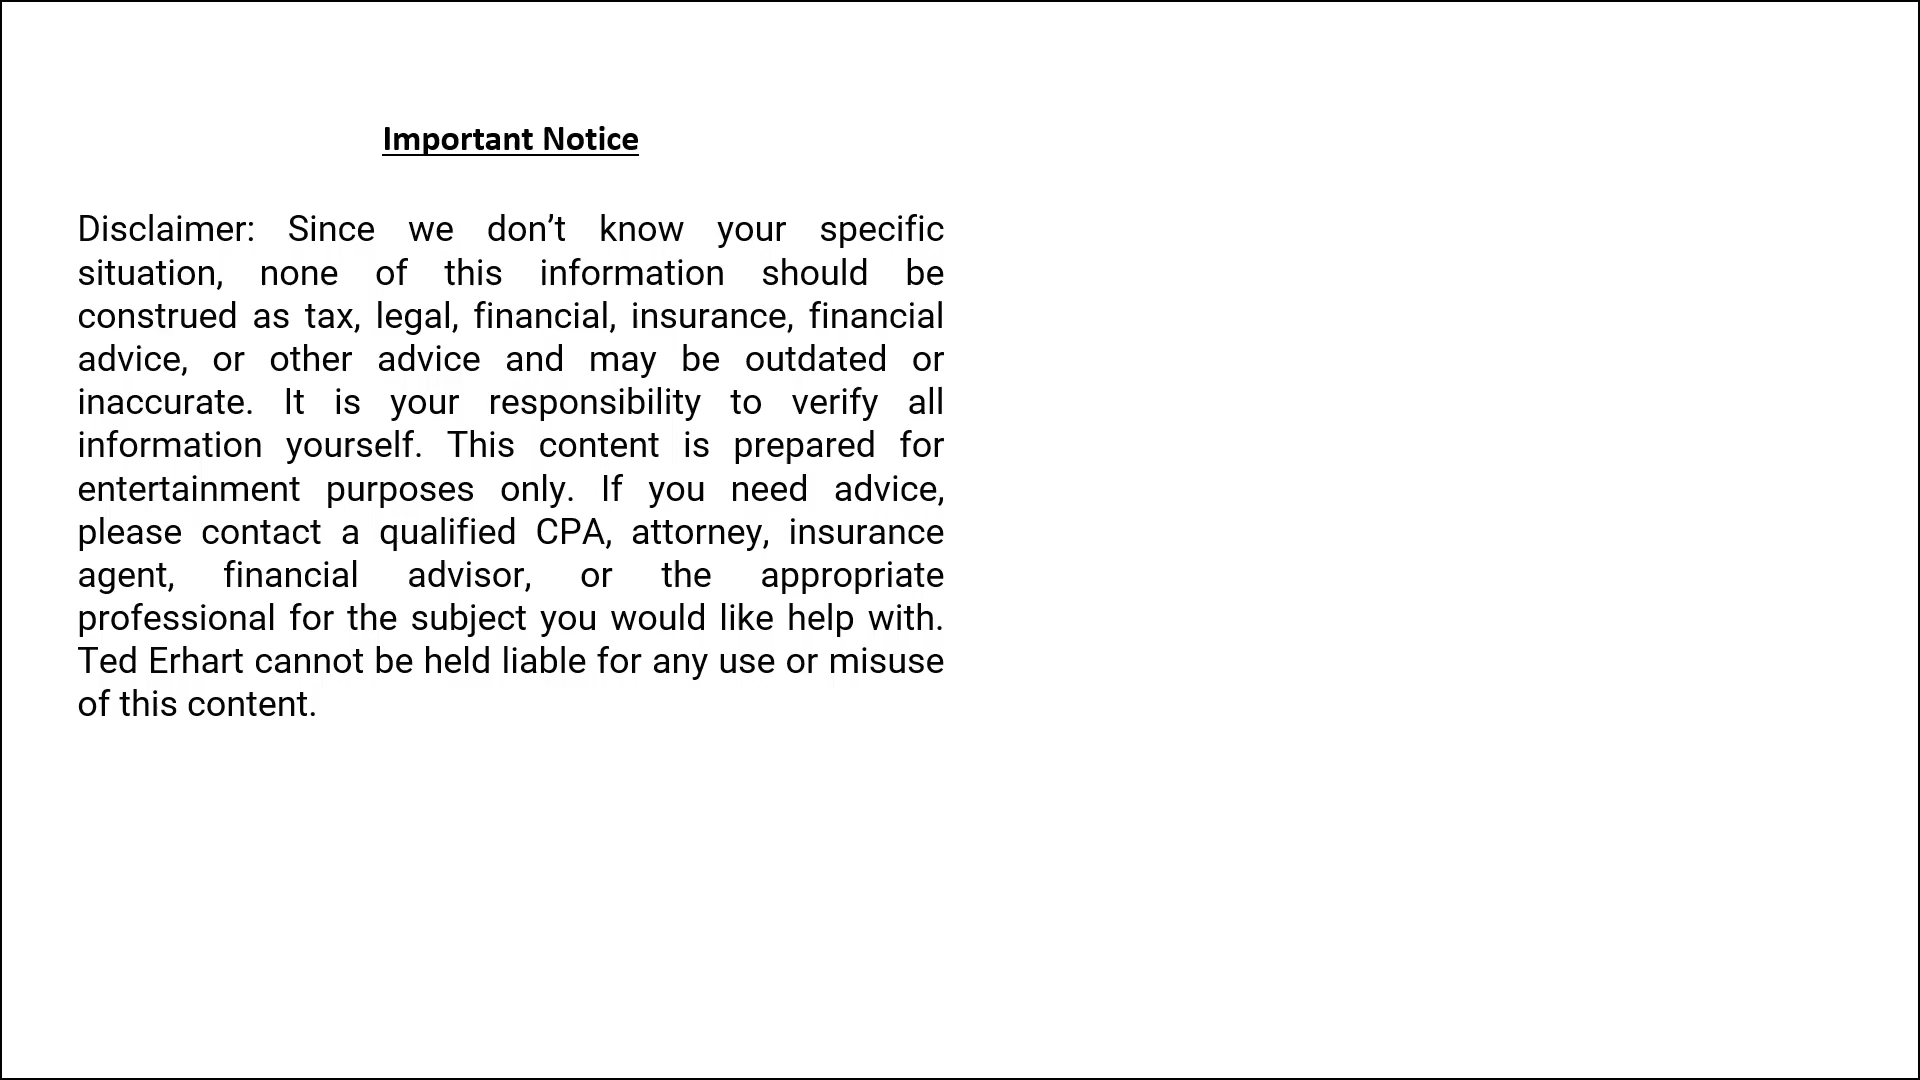 Important Notice
Disclaimer: Since we don’t know your specific
situation, none of this information should be
construed as tax, legal, financial, insurance, financial
advice, or other advice and may be outdated or
inaccurate. It is your responsibility to verify all
information yourself. This content is prepared for
entertainment purposes only. If you need advice,
please contact a qualified CPA, attorney, insurance
agent, financial advisor, or the appropriate
professional for the subject you would like help with.
Ted Erhart cannot be held liable for any use or misuse
of this content.